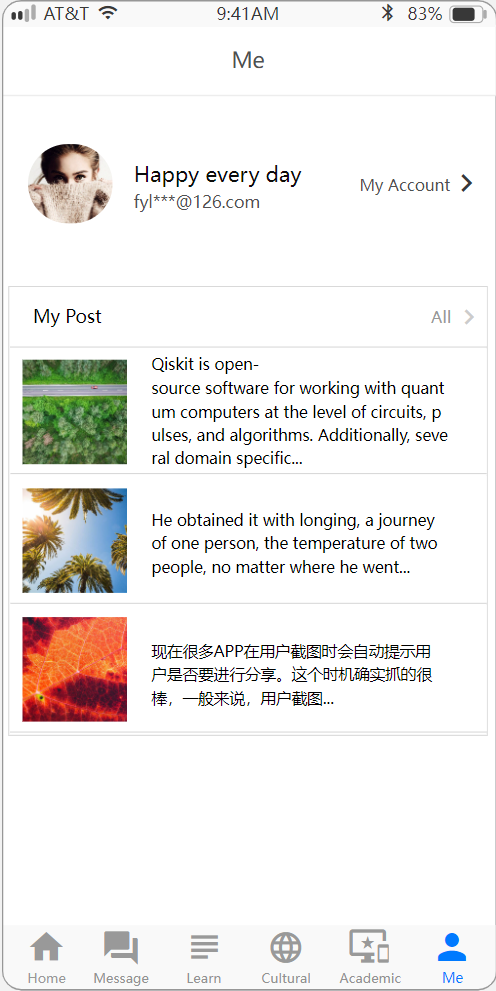 AT&T 9:41AM 83%
Me
Happy every day
fyl***@126.com
My Account
My Post
All
Qiskit is open-
source software for working with quant
um computers at the level of circuits, p
ulses, and algorithms. Additionally, seve
ral domain specific...
He obtained it with longing, a journey
of one person, the temperature of two
people, no matter where he went...
现在很多APP在用户截图时会自动提示用
户是否要进行分享。这个时机确实抓的很
棒，一般来说，用户截图...
Home Message Learn Cultural Academic Me